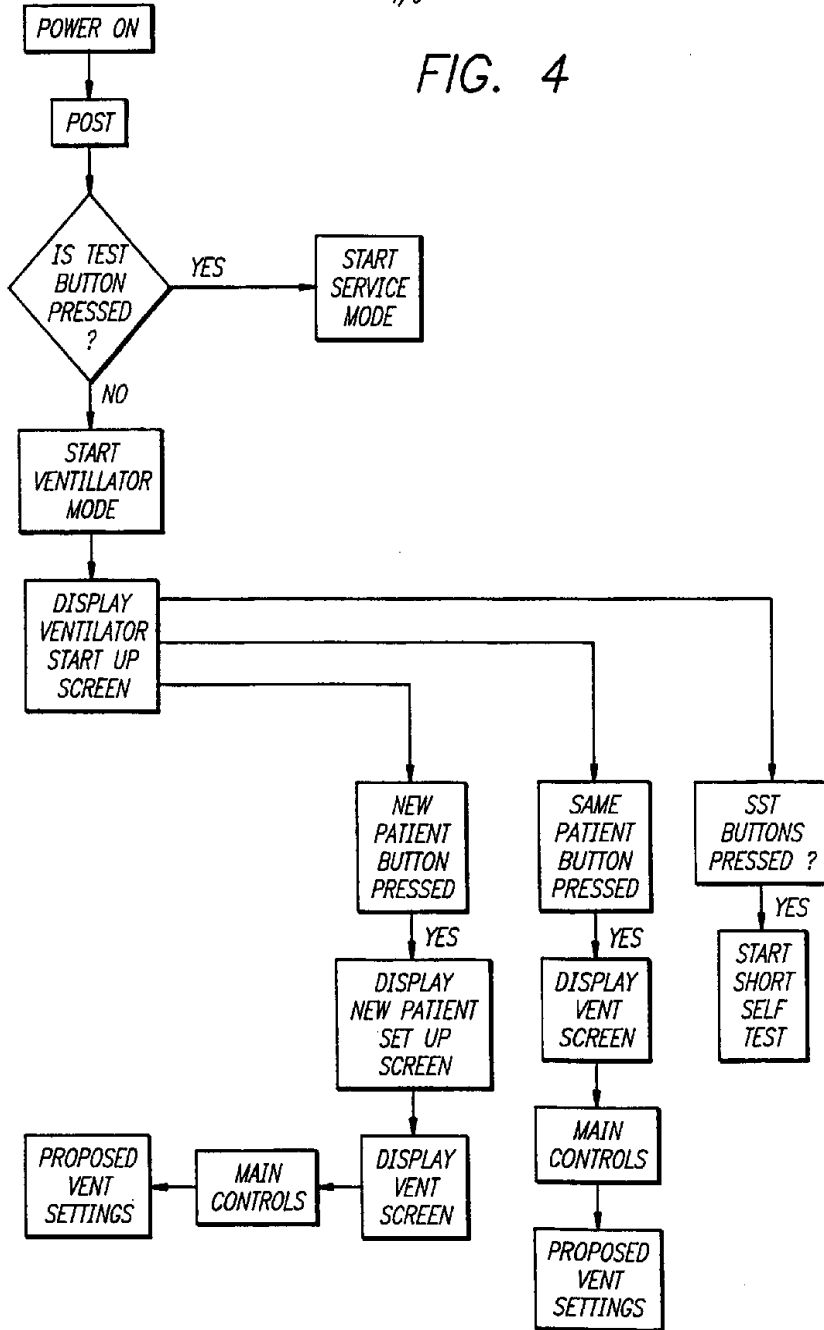 POWER ON
FIG. 4
POST
IS TEST
BUTTON
PRESSED
?
YES
START
SERVICE
MODE
NO
START
VENTILLATOR
MODE
DISPLAY
VENTILATOR
START UP
SCREEN
NEW
PATIENT
BUTTON
PRESSED
SAME
PATIENT
BUTTON
PRESSED
SST
BUTTONS
PRESSED ?
YES
YES
YES
DISPLAY
NEW PATIENT
SET UP
SCREEN
DISPLAY
VENT
SCREEN
START
SHORT
SELF
TEST
PROPOSED
VENT
SETTINGS
MAIN
CONTROLS
DISPLAY
VENT
SCREEN
MAIN
CONTROLS
PROPOSED
VENT
SETTINGS